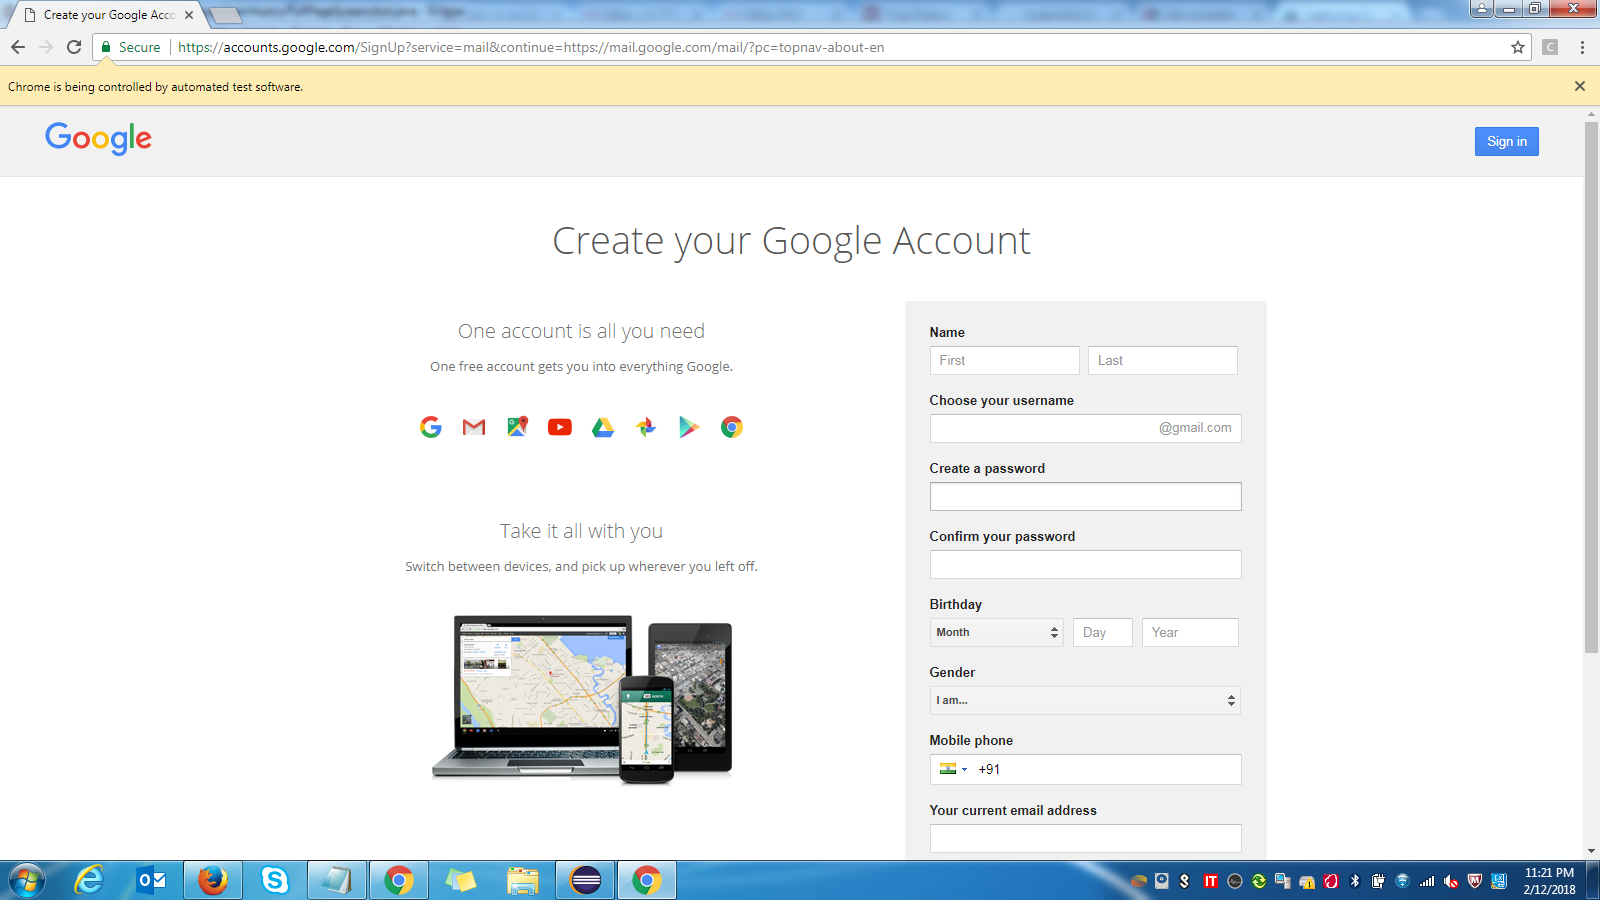 Create your Google Acco
Secure
https://accounts.google.com/SignUp?service=mail&continue=https://mail.google.com/mail/?pc=topnav-about-en
C
Chrome is being controlled by automated test software.
Google
Sign in
Create your Google Account
One account is all you need
One free account gets you into everything Google.
Take it all with you
Switch between devices, and pick up wherever you left off.
Name
First
Last
Choose your username
@gmail.com
Create a password
Confirm your password
Birthday
Month
Day
Year
Gender
I am...
Mobile phone
+91
Your current email address
11:21 PM
2/12/2018